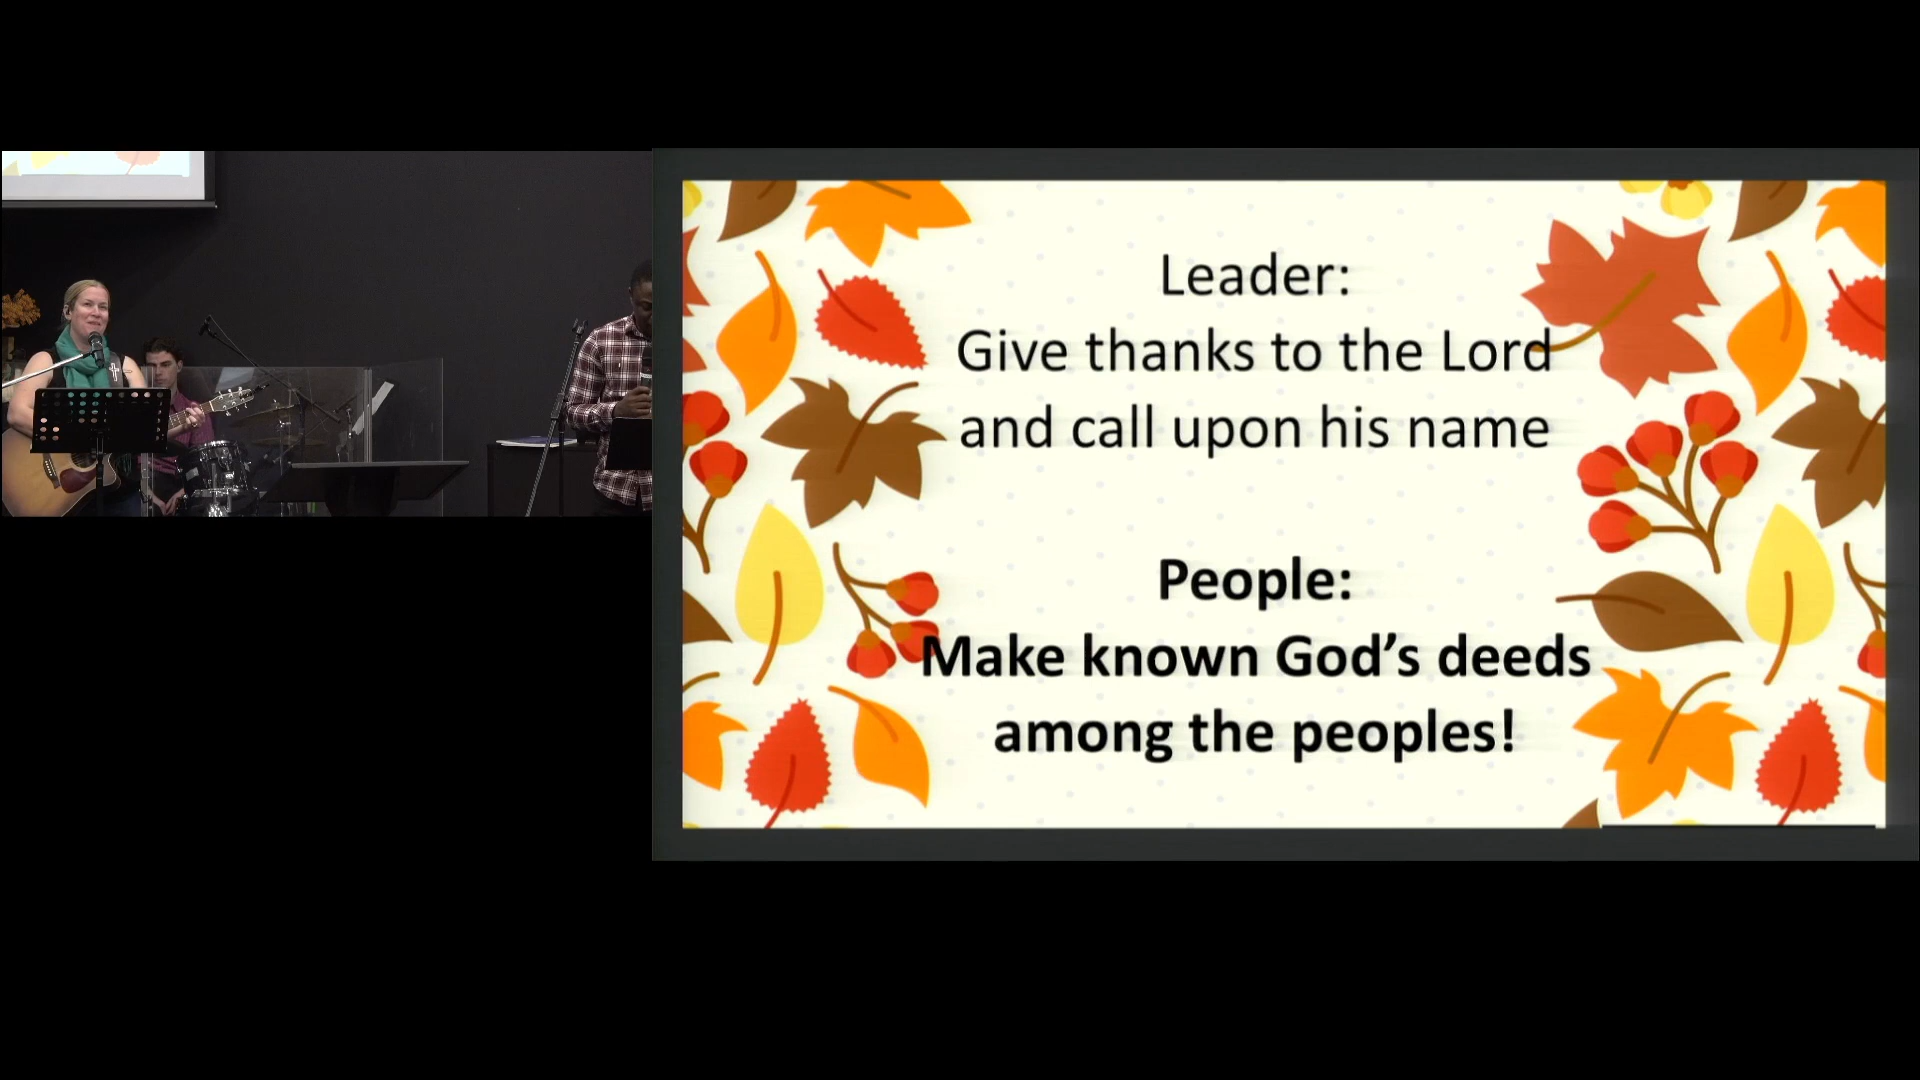 Leader:
Give thanks to the Lord
and call upon his name
People:
Make known God’s deeds
among the peoples!